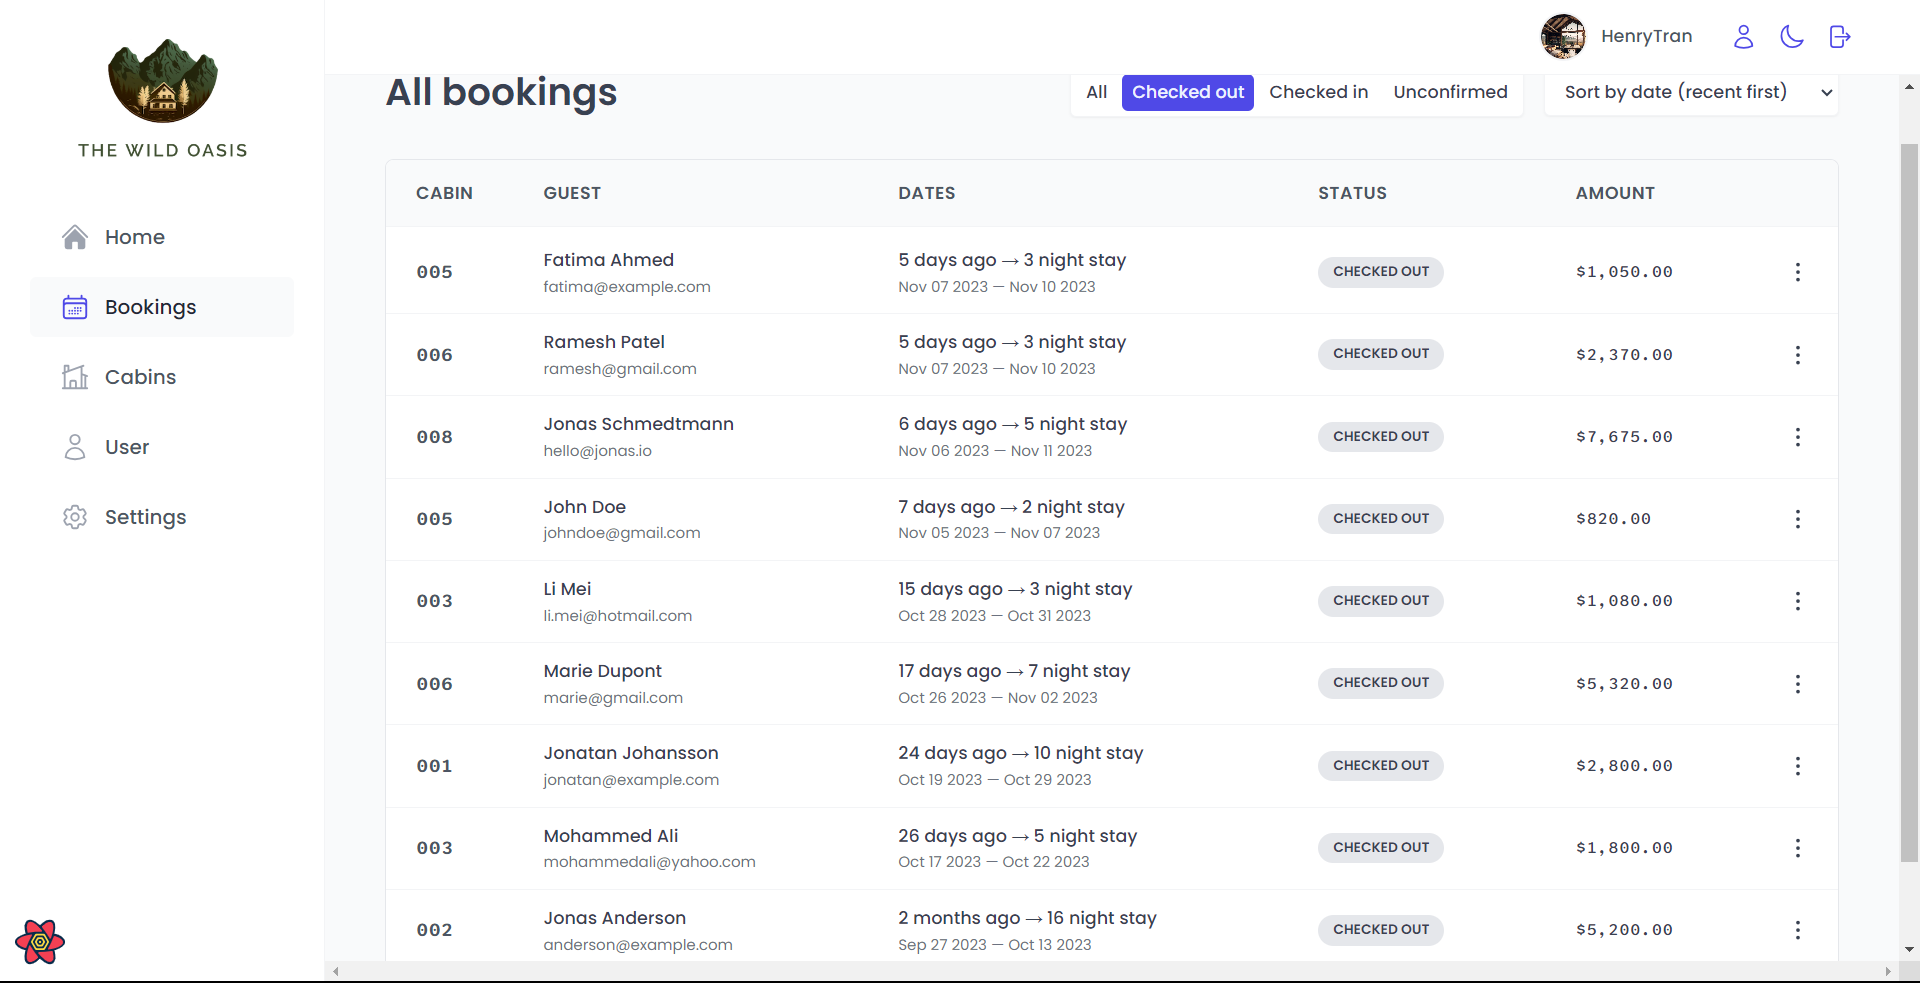 THE WILD OASIS
Home
Bookings
Cabins
User
Settings
HenryTran
All bookings
All Checked out Checked in Unconfirmed Sort by date (recent first)
CABIN GUEST DATES STATUS AMOUNT
005 Fatima Ahmed 5 days ago → 3 night stay CHECKED OUT $1,050.00
fatima@example.com Nov 07 2023 — Nov 10 2023
006 Ramesh Patel 5 days ago → 3 night stay CHECKED OUT $2,370.00
ramesh@gmail.com Nov 07 2023 — Nov 10 2023
008 Jonas Schmedtmann 6 days ago → 5 night stay CHECKED OUT $7,675.00
hello@jonas.io Nov 06 2023 — Nov 11 2023
005 John Doe 7 days ago → 2 night stay CHECKED OUT $820.00
johndoe@gmail.com Nov 05 2023 — Nov 07 2023
003 Li Mei 15 days ago → 3 night stay CHECKED OUT $1,080.00
li.mei@hotmail.com Oct 28 2023 — Oct 31 2023
006 Marie Dupont 17 days ago → 7 night stay CHECKED OUT $5,320.00
marie@gmail.com Oct 26 2023 — Nov 02 2023
001 Jonatan Johansson 24 days ago → 10 night stay CHECKED OUT $2,800.00
jonatan@example.com Oct 19 2023 — Oct 29 2023
003 Mohammed Ali 26 days ago → 5 night stay CHECKED OUT $1,800.00
mohammedali@yahoo.com Oct 17 2023 — Oct 22 2023
002 Jonas Anderson 2 months ago → 16 night stay CHECKED OUT $5,200.00
anderson@example.com Sep 27 2023 — Oct 13 2023